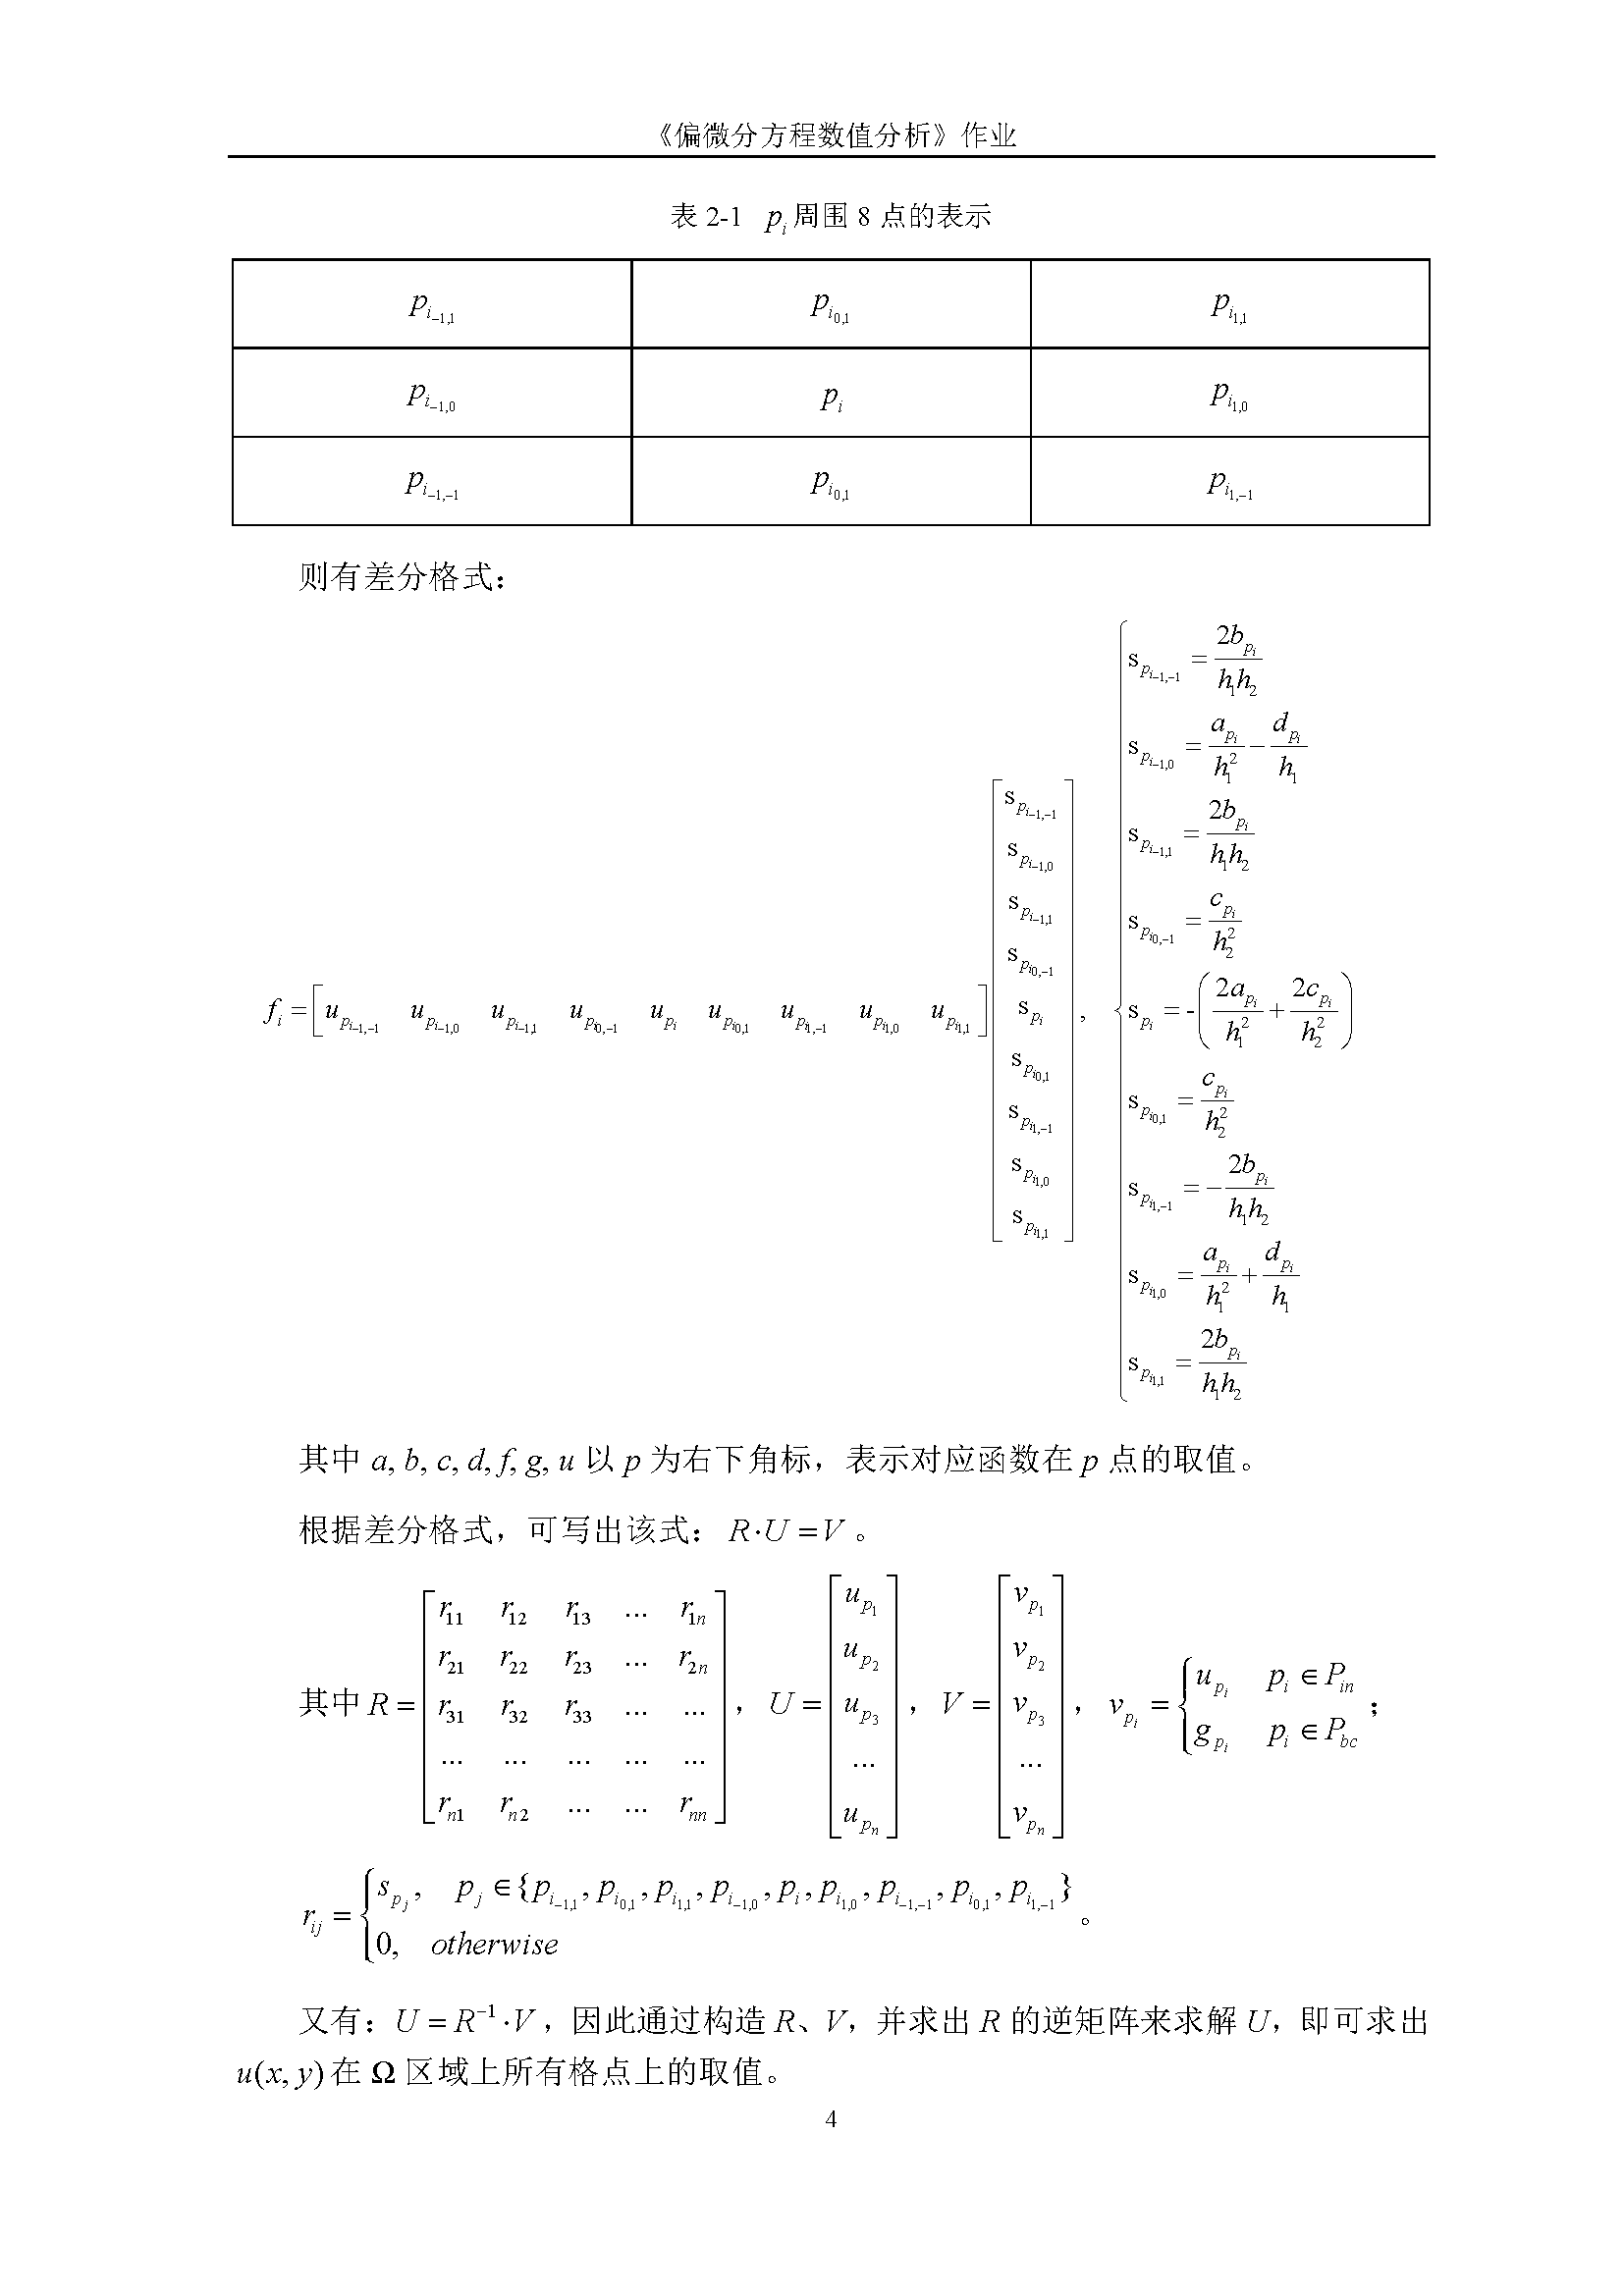 《偏微分方程数值分析》作业
表 2-1 $p_i$ 周围 8 点的表示
$p_{i_{-1,1}}$ $p_{i_{0,1}}$ $p_{i_{1,1}}$
$p_{i_{-1,0}}$ $p_i$ $p_{i_{1,0}}$
$p_{i_{-1,-1}}$ $p_{i_{0,1}}$ $p_{i_{1,-1}}$
则有差分格式：
$f_i = \begin{bmatrix} u_{p_{i_{-1,-1}}} & u_{p_{i_{-1,0}}} & u_{p_{i_{-1,1}}} & u_{p_{i_{0,-1}}} & u_{p_i} & u_{p_{i_{0,1}}} & u_{p_{i_{1,-1}}} & u_{p_{i_{1,0}}} & u_{p_{i_{1,1}}} \end{bmatrix} \begin{bmatrix} s_{p_{i_{-1,-1}}} \\ s_{p_{i_{-1,0}}} \\ s_{p_{i_{-1,1}}} \\ s_{p_{i_{0,-1}}} \\ s_{p_i} \\ s_{p_{i_{0,1}}} \\ s_{p_{i_{1,-1}}} \\ s_{p_{i_{1,0}}} \\ s_{p_{i_{1,1}}} \end{bmatrix}, \begin{cases} s_{p_{i_{-1,-1}}} = \frac{2b_{p_i}}{h_1 h_2} \\ s_{p_{i_{-1,0}}} = \frac{a_{p_i}}{h_1^2} - \frac{d_{p_i}}{h_1} \\ s_{p_{i_{-1,1}}} = \frac{2b_{p_i}}{h_1 h_2} \\ s_{p_{i_{0,-1}}} = \frac{c_{p_i}}{h_2^2} \\ s_{p_i} = -\left( \frac{2a_{p_i}}{h_1^2} + \frac{2c_{p_i}}{h_2^2} \right) \\ s_{p_{i_{0,1}}} = \frac{c_{p_i}}{h_2^2} \\ s_{p_{i_{1,-1}}} = -\frac{2b_{p_i}}{h_1 h_2} \\ s_{p_{i_{1,0}}} = \frac{a_{p_i}}{h_1^2} + \frac{d_{p_i}}{h_1} \\ s_{p_{i_{1,1}}} = \frac{2b_{p_i}}{h_1 h_2} \end{cases}$
其中 a, b, c, d, f, g, u 以 p 为右下角标，表示对应函数在 p 点的取值。
根据差分格式，可写出该式：$R \cdot U = V$ 。
其中 $R = \begin{bmatrix} r_{11} & r_{12} & r_{13} & ... & r_{1n} \\ r_{21} & r_{22} & r_{23} & ... & r_{2n} \\ r_{31} & r_{32} & r_{33} & ... & ... \\ ... & ... & ... & ... & ... \\ r_{n1} & r_{n2} & ... & ... & r_{nn} \end{bmatrix}$，$U = \begin{bmatrix} u_{p_1} \\ u_{p_2} \\ u_{p_3} \\ ... \\ u_{p_n} \end{bmatrix}$，$V = \begin{bmatrix} v_{p_1} \\ v_{p_2} \\ v_{p_3} \\ ... \\ v_{p_n} \end{bmatrix}$，$v_{p_i} = \begin{cases} u_{p_i} & p_i \in P_{in} \\ g_{p_i} & p_i \in P_{bc} \end{cases}$；
$r_{ij} = \begin{cases} s_{p_j}, & p_j \in \{p_{i_{-1,1}}, p_{i_{0,1}}, p_{i_{1,1}}, p_{i_{-1,0}}, p_i, p_{i_{1,0}}, p_{i_{-1,-1}}, p_{i_{0,1}}, p_{i_{1,-1}}\} \\ 0, & otherwise \end{cases}$。
又有：$U = R^{-1} \cdot V$，因此通过构造 R、V，并求出 R 的逆矩阵来求解 U，即可求出
u(x, y) 在 Ω 区域上所有格点上的取值。
4